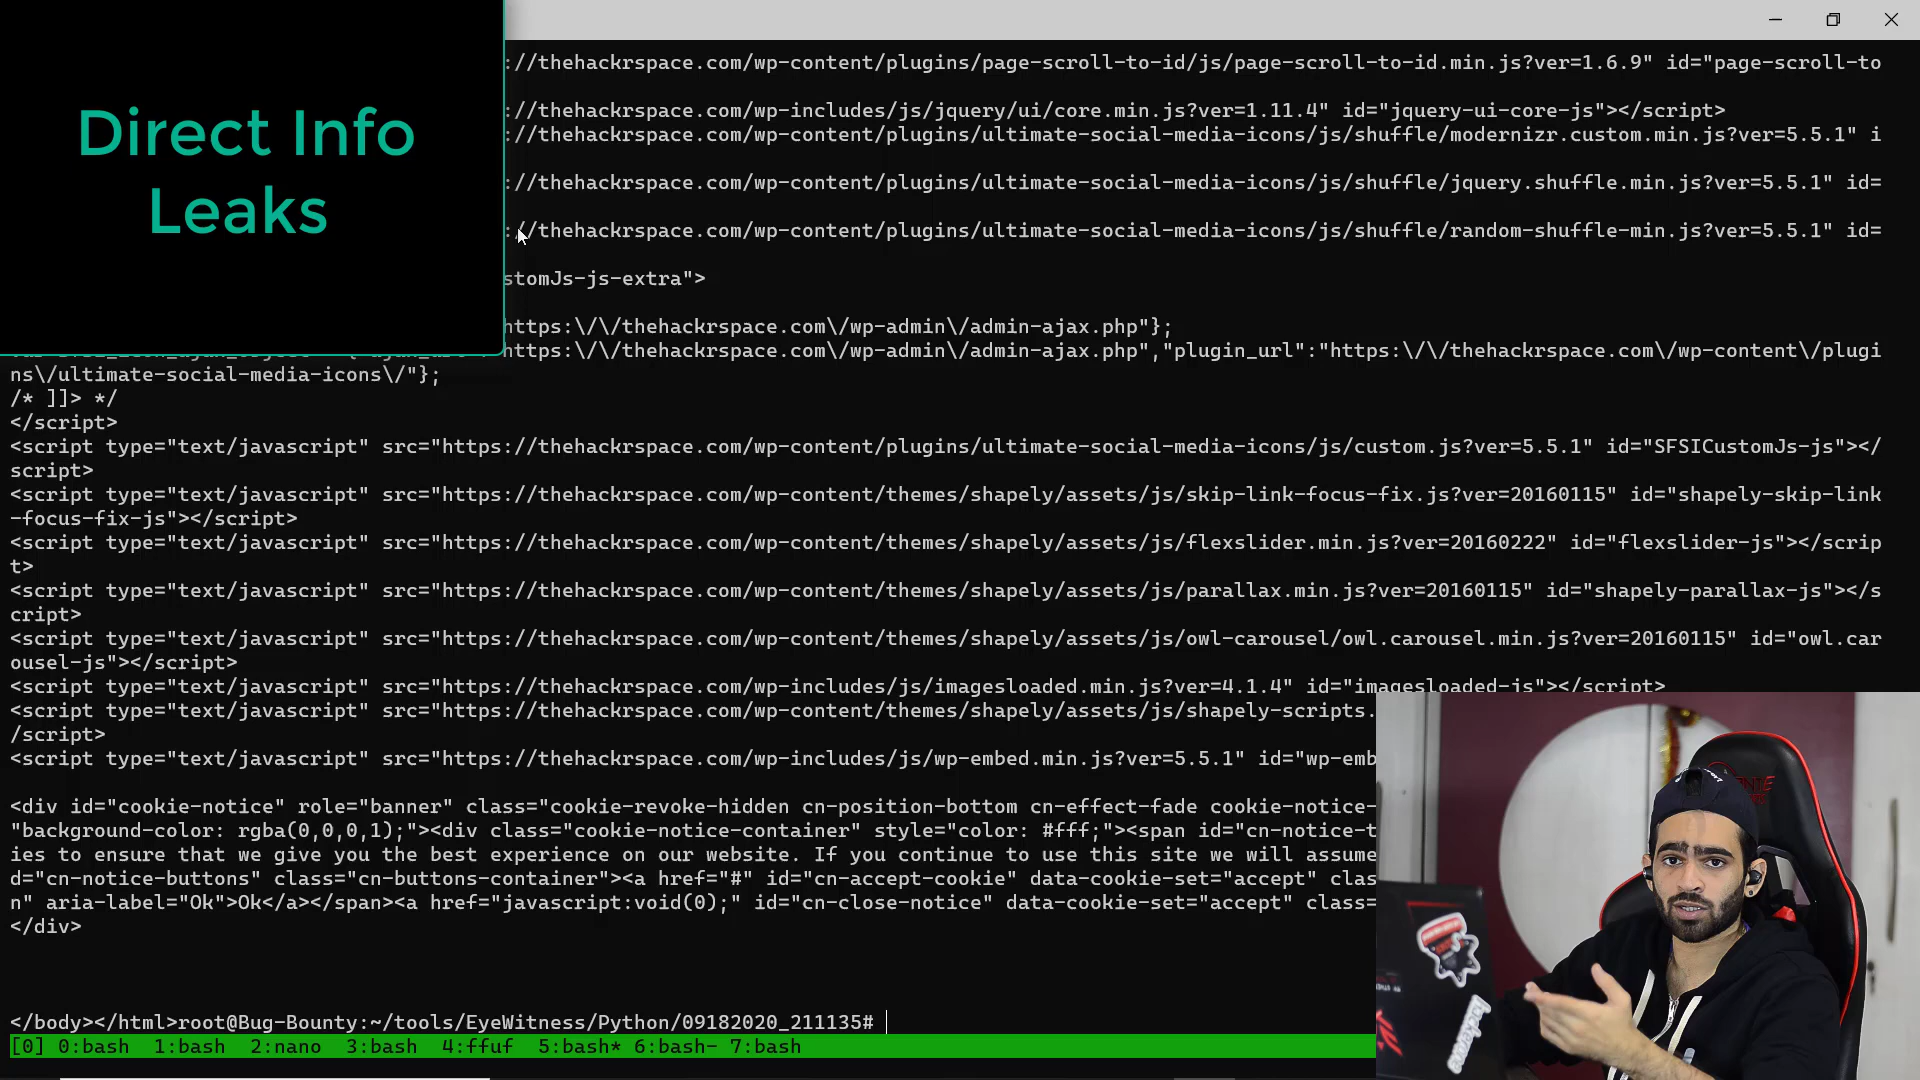 Direct Info
Leaks
://thehackrspace.com/wp-content/plugins/page-scroll-to-id/js/page-scroll-to-id.min.js?ver=1.6.9" id="page-scroll-to
://thehackrspace.com/wp-includes/js/jquery/ui/core.min.js?ver=1.11.4" id="jquery-ui-core-js"></script>
://thehackrspace.com/wp-content/plugins/ultimate-social-media-icons/js/shuffle/modernizr.custom.min.js?ver=5.5.1" i
://thehackrspace.com/wp-content/plugins/ultimate-social-media-icons/js/shuffle/jquery.shuffle.min.js?ver=5.5.1" id=
://thehackrspace.com/wp-content/plugins/ultimate-social-media-icons/js/shuffle/random-shuffle-min.js?ver=5.5.1" id=
stomJs-js-extra">
https:\/\/thehackrspace.com\/wp-admin\/admin-ajax.php"};
https:\/\/thehackrspace.com\/wp-admin\/admin-ajax.php","plugin_url":"https:\/\/thehackrspace.com\/wp-content\/plugi
ns\/ultimate-social-media-icons\/"};
/* ]]> */
</script>
<script type="text/javascript" src="https://thehackrspace.com/wp-content/plugins/ultimate-social-media-icons/js/custom.js?ver=5.5.1" id="SFSICustomJs-js"></
script>
<script type="text/javascript" src="https://thehackrspace.com/wp-content/themes/shapely/assets/js/skip-link-focus-fix.js?ver=20160115" id="shapely-skip-link
-focus-fix-js"></script>
<script type="text/javascript" src="https://thehackrspace.com/wp-content/themes/shapely/assets/js/flexslider.min.js?ver=20160222" id="flexslider-js"></scrip
t>
<script type="text/javascript" src="https://thehackrspace.com/wp-content/themes/shapely/assets/js/parallax.min.js?ver=20160115" id="shapely-parallax-js"></s
cript>
<script type="text/javascript" src="https://thehackrspace.com/wp-content/themes/shapely/assets/js/owl-carousel/owl.carousel.min.js?ver=20160115" id="owl.car
ousel-js"></script>
<script type="text/javascript" src="https://thehackrspace.com/wp-includes/js/imagesloaded.min.js?ver=4.1.4" id="imagesloaded-js"></script>
<script type="text/javascript" src="https://thehackrspace.com/wp-content/themes/shapely/assets/js/shapely-scripts.
/script>
<script type="text/javascript" src="https://thehackrspace.com/wp-includes/js/wp-embed.min.js?ver=5.5.1" id="wp-emb
<div id="cookie-notice" role="banner" class="cookie-revoke-hidden cn-position-bottom cn-effect-fade cookie-notice-
"background-color: rgba(0,0,0,1);"><div class="cookie-notice-container" style="color: #fff;"><span id="cn-notice-t
ies to ensure that we give you the best experience on our website. If you continue to use this site we will assume
d="cn-notice-buttons" class="cn-buttons-container"><a href="#" id="cn-accept-cookie" data-cookie-set="accept" clas
n" aria-label="Ok">Ok</a></span><a href="javascript:void(0);" id="cn-close-notice" data-cookie-set="accept" class=
</div>
</body></html>root@Bug-Bounty:~/tools/EyeWitness/Python/09182020_211135#
[0] 0:bash 1:bash 2:nano 3:bash 4:ffuf 5:bash* 6:bash- 7:bash